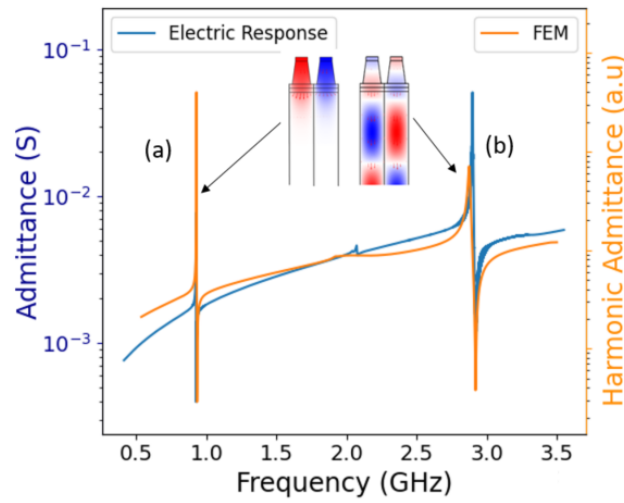 Electric Response
FEM
(a)
(b)
Admittance (S)
10⁻¹
10⁻²
10⁻³
Harmonic Admittance (a.u)
0.5 1.0 1.5 2.0 2.5 3.0 3.5
Frequency (GHz)